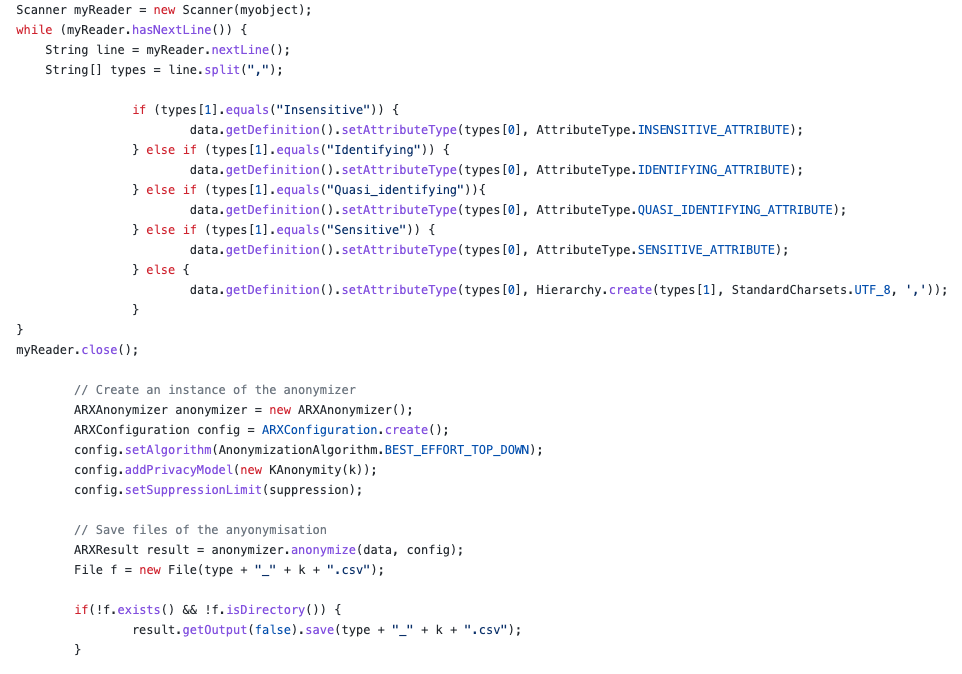 Scanner myReader = new Scanner(myobject);
while (myReader.hasNextLine()) {
    String line = myReader.nextLine();
    String[] types = line.split(",");

                if (types[1].equals("Insensitive")) {
                        data.getDefinition().setAttributeType(types[0], AttributeType.INSENSITIVE_ATTRIBUTE);
                } else if (types[1].equals("Identifying")) {
                        data.getDefinition().setAttributeType(types[0], AttributeType.IDENTIFYING_ATTRIBUTE);
                } else if (types[1].equals("Quasi_identifying")){
                        data.getDefinition().setAttributeType(types[0], AttributeType.QUASI_IDENTIFYING_ATTRIBUTE);
                } else if (types[1].equals("Sensitive")) {
                        data.getDefinition().setAttributeType(types[0], AttributeType.SENSITIVE_ATTRIBUTE);
                } else {
                        data.getDefinition().setAttributeType(types[0], Hierarchy.create(types[1], StandardCharsets.UTF_8, ','));
                }
}
myReader.close();

        // Create an instance of the anonymizer
        ARXAnonymizer anonymizer = new ARXAnonymizer();
        ARXConfiguration config = ARXConfiguration.create();
        config.setAlgorithm(AnonymizationAlgorithm.BEST_EFFORT_TOP_DOWN);
        config.addPrivacyModel(new KAnonymity(k));
        config.setSuppressionLimit(suppression);

        // Save files of the anyonymisation
        ARXResult result = anonymizer.anonymize(data, config);
        File f = new File(type + "_" + k + ".csv");

        if(!f.exists() && !f.isDirectory()) {
                result.getOutput(false).save(type + "_" + k + ".csv");
        }